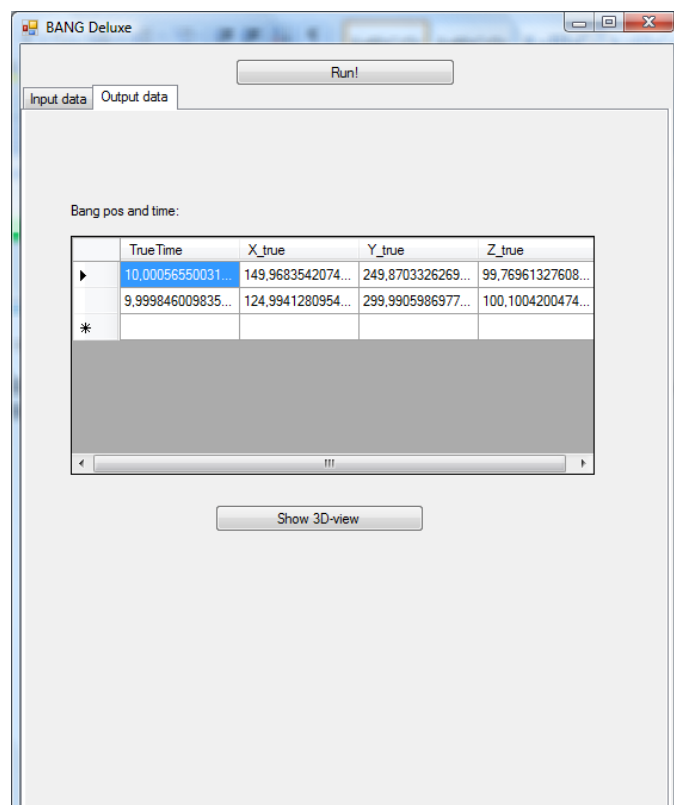 BANG Deluxe
Run!
Input data Output data
Bang pos and time:
TrueTime X_true Y_true Z_true
10,00056550031... 149,9683542074... 249,8703326269... 99,76961327608...
9,999846009835... 124,9941280954... 299,9905986977... 100,1004200474...
Show 3D-view